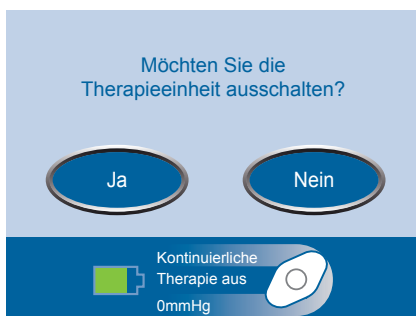 Möchten Sie die
Therapieeinheit ausschalten?
Ja
Nein
Kontinuierliche
Therapie aus
0mmHg